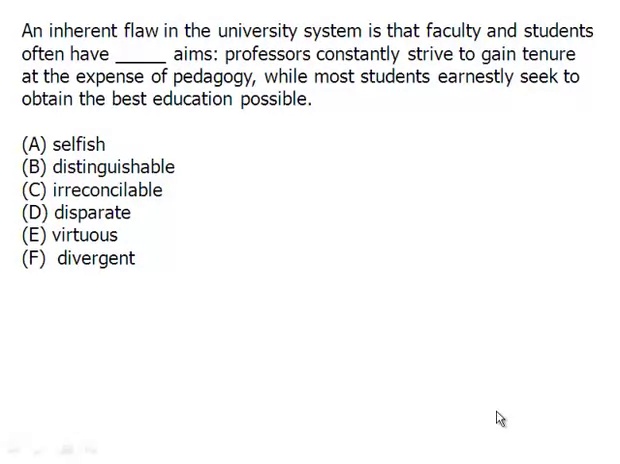 An inherent flaw in the university system is that faculty and students
often have _____ aims: professors constantly strive to gain tenure
at the expense of pedagogy, while most students earnestly seek to
obtain the best education possible.
(A) selfish
(B) distinguishable
(C) irreconcilable
(D) disparate
(E) virtuous
(F) divergent